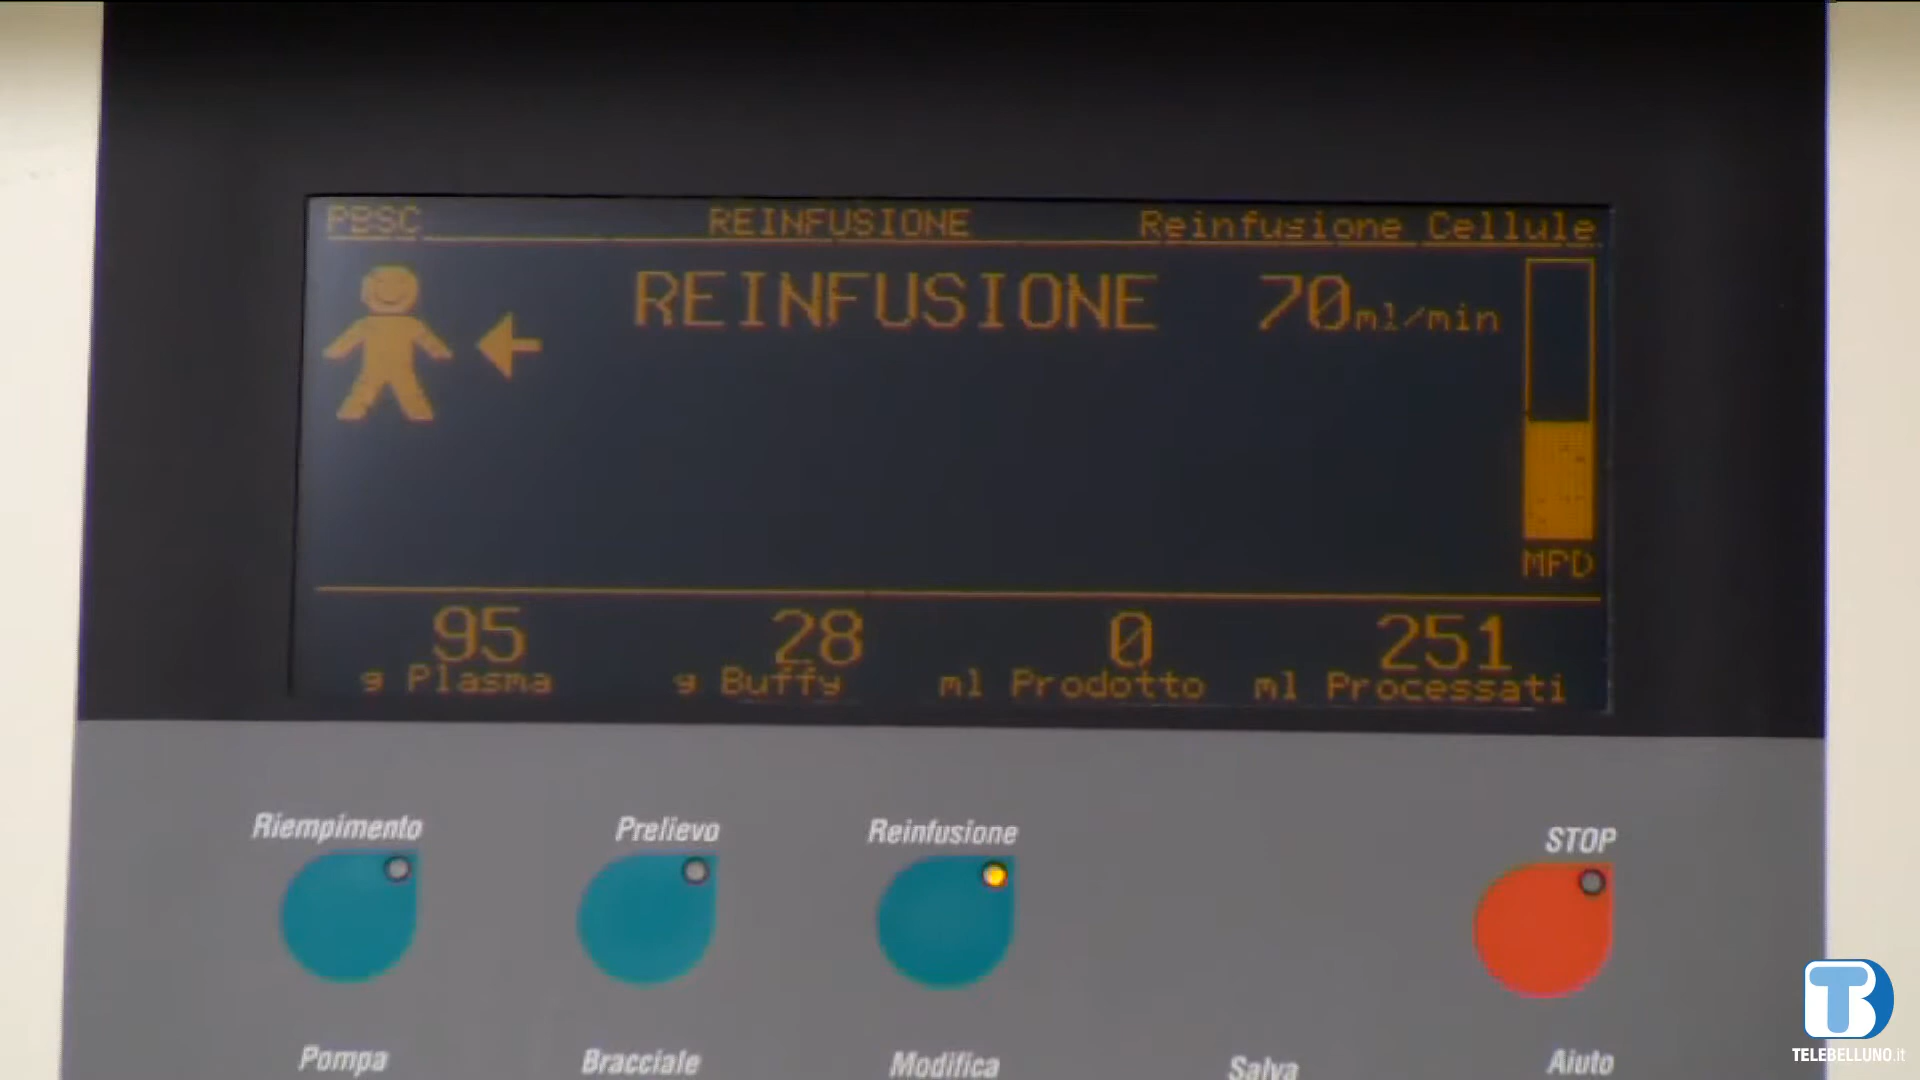 PBSC REINFUSIONE Reinfusione Cellule
REINFUSIONE 70ml/min
MPD
95 28 0 251
g Plasma g Buffy ml Prodotto ml Processati
Riempimento Prelievo Reinfusione STOP
Pompa Bracciale Modifica Salva Aiuto
TB
TELEBELLUNO.it